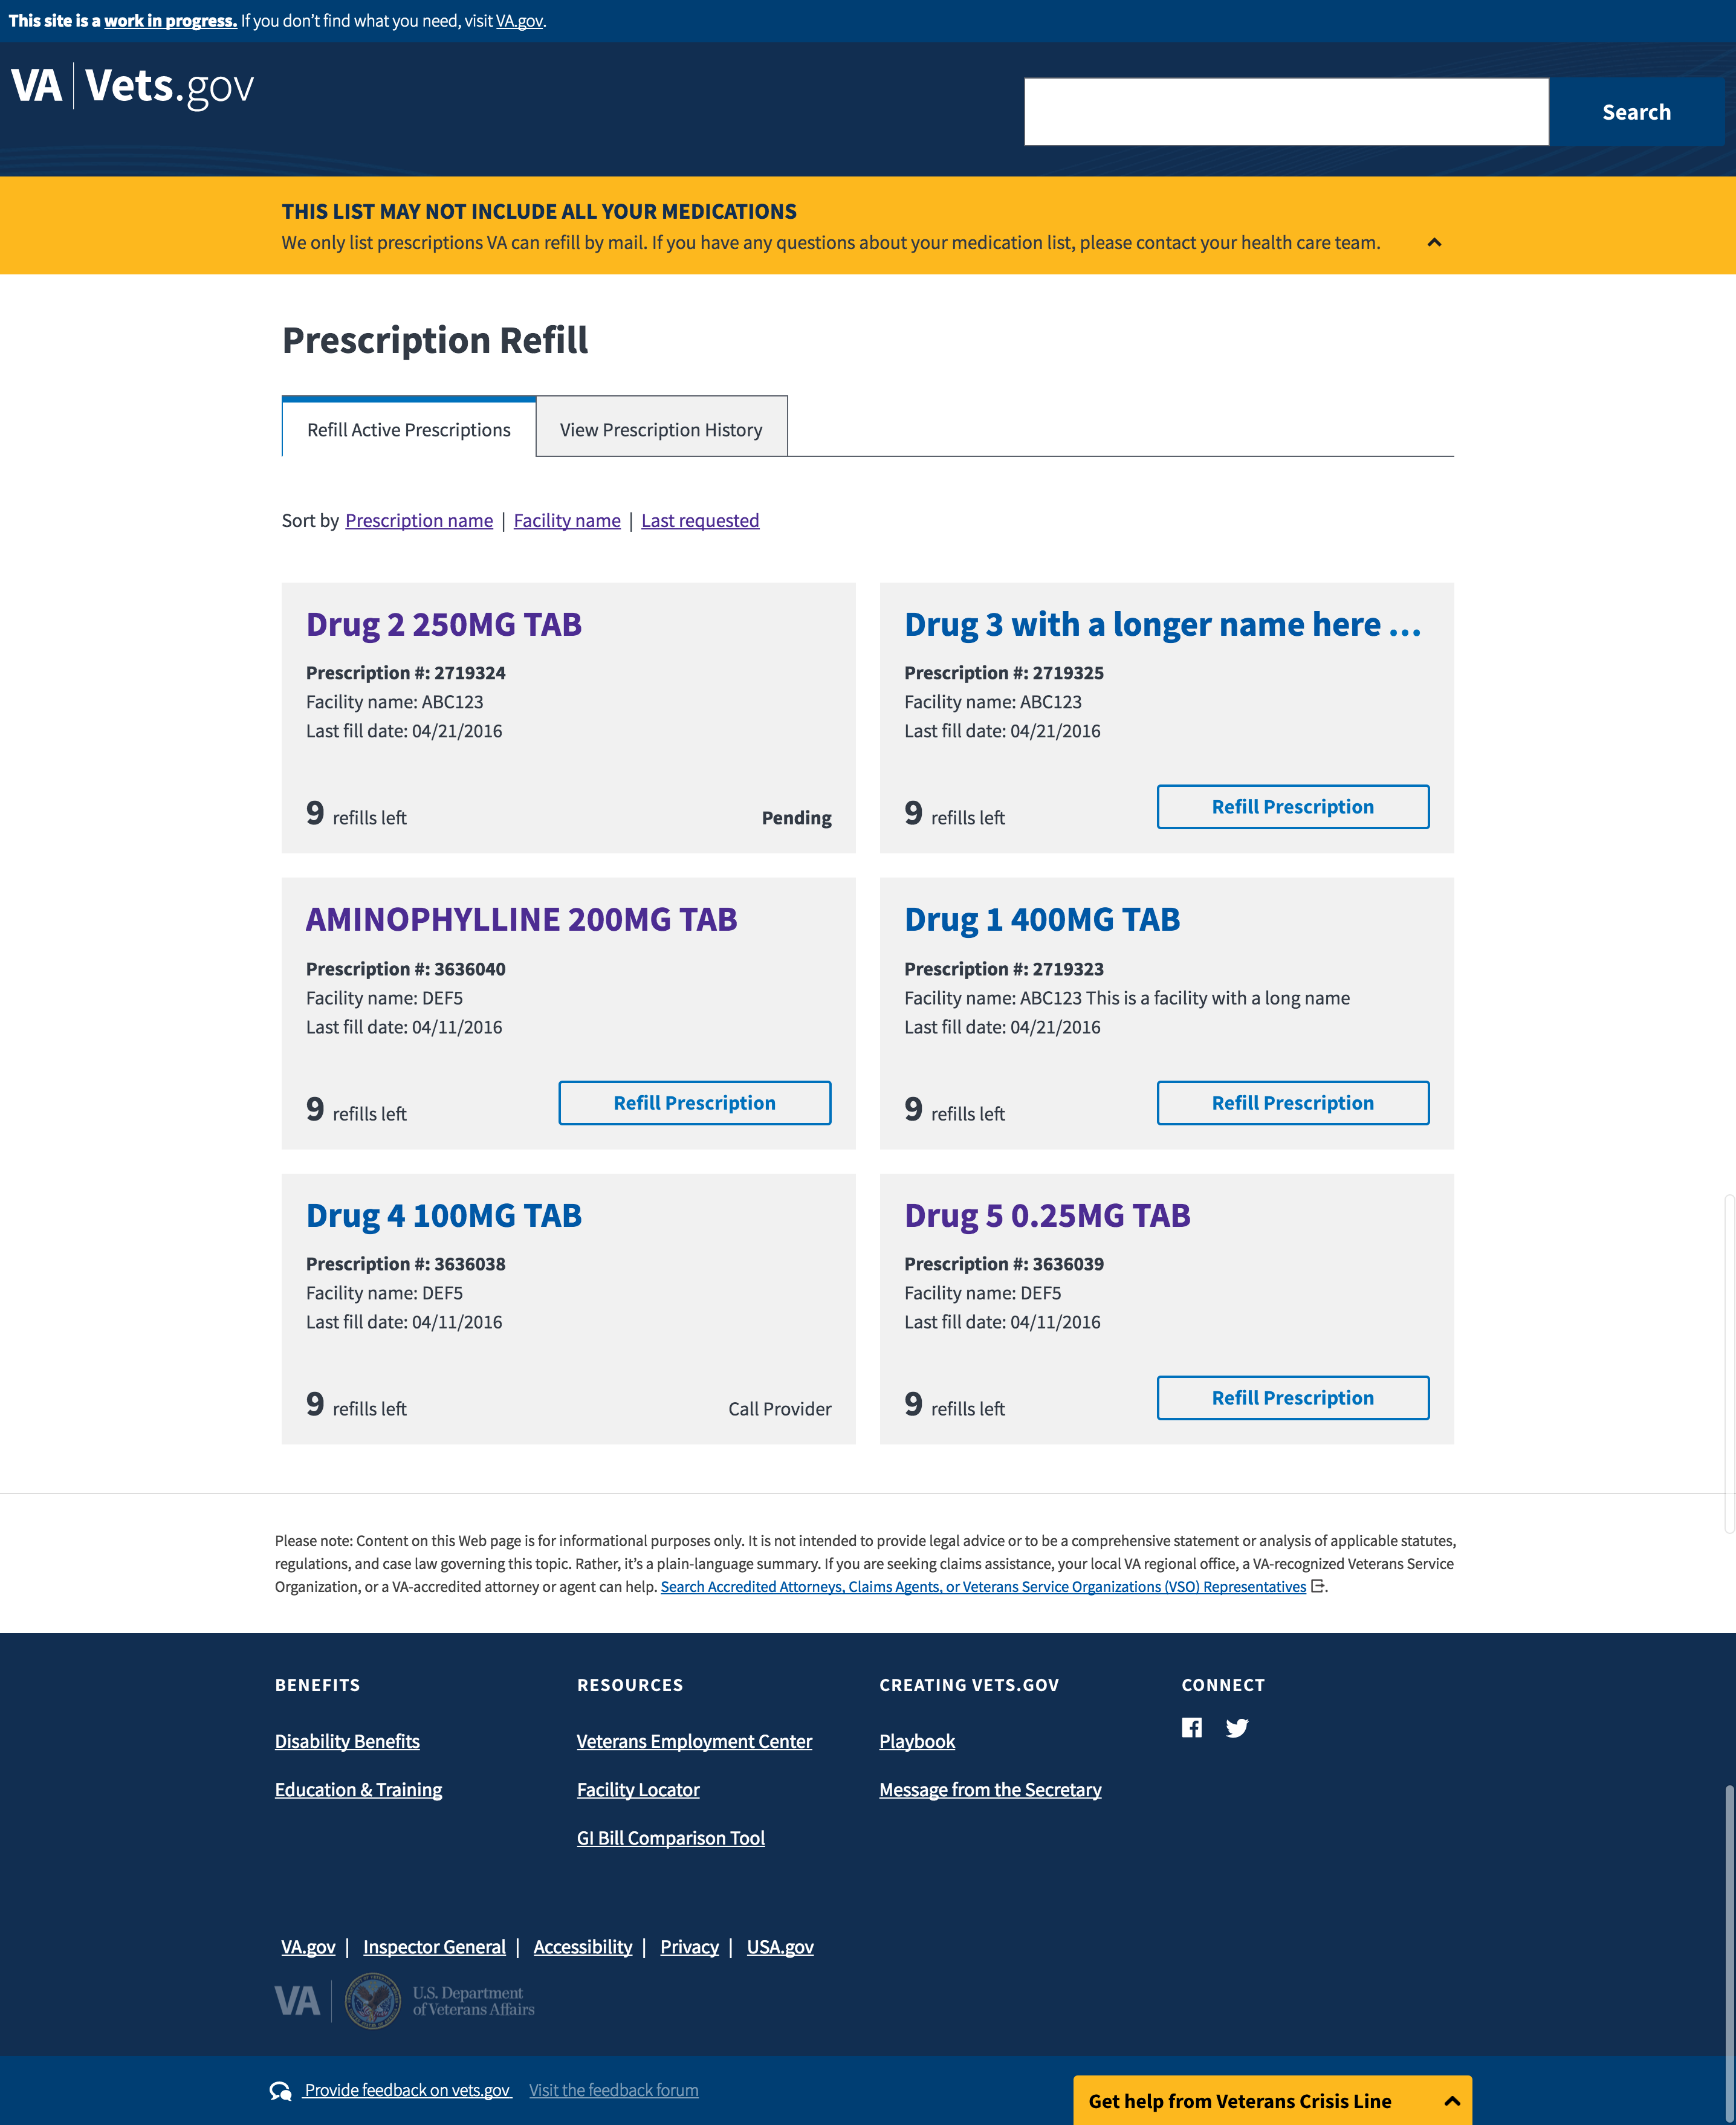 This site is a work in progress. If you don't find what you need, visit VA.gov.
VA | Vets.gov
Search
THIS LIST MAY NOT INCLUDE ALL YOUR MEDICATIONS
We only list prescriptions VA can refill by mail. If you have any questions about your medication list, please contact your health care team.
Prescription Refill
Refill Active Prescriptions
View Prescription History
Sort by Prescription name | Facility name | Last requested
Drug 2 250MG TAB
Prescription #: 2719324
Facility name: ABC123
Last fill date: 04/21/2016
9 refills left
Pending
Drug 3 with a longer name here ...
Prescription #: 2719325
Facility name: ABC123
Last fill date: 04/21/2016
9 refills left
Refill Prescription
AMINOPHYLLINE 200MG TAB
Prescription #: 3636040
Facility name: DEF5
Last fill date: 04/11/2016
9 refills left
Refill Prescription
Drug 1 400MG TAB
Prescription #: 2719323
Facility name: ABC123 This is a facility with a long name
Last fill date: 04/21/2016
9 refills left
Refill Prescription
Drug 4 100MG TAB
Prescription #: 3636038
Facility name: DEF5
Last fill date: 04/11/2016
9 refills left
Call Provider
Drug 5 0.25MG TAB
Prescription #: 3636039
Facility name: DEF5
Last fill date: 04/11/2016
9 refills left
Refill Prescription
Please note: Content on this Web page is for informational purposes only. It is not intended to provide legal advice or to be a comprehensive statement or analysis of applicable statutes,
regulations, and case law governing this topic. Rather, it's a plain-language summary. If you are seeking claims assistance, your local VA regional office, a VA-recognized Veterans Service
Organization, or a VA-accredited attorney or agent can help. Search Accredited Attorneys, Claims Agents, or Veterans Service Organizations (VSO) Representatives .
BENEFITS
Disability Benefits
Education & Training
RESOURCES
Veterans Employment Center
Facility Locator
GI Bill Comparison Tool
CREATING VETS.GOV
Playbook
Message from the Secretary
CONNECT
VA.gov | Inspector General | Accessibility | Privacy | USA.gov
VA
U.S. Department
of Veterans Affairs
Provide feedback on vets.gov
Visit the feedback forum
Get help from Veterans Crisis Line